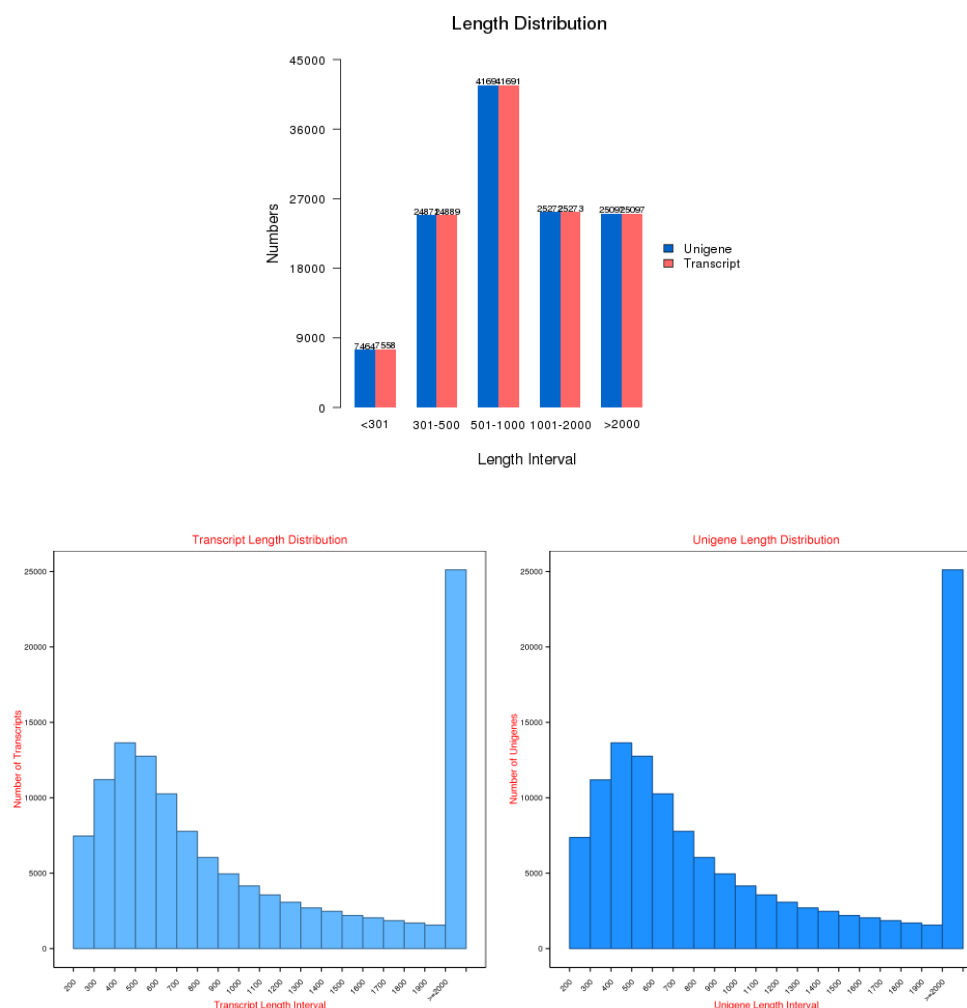 Length Distribution
45000
36000
27000
18000
9000
0
Numbers
7464 7558
24889
41691
25273
25097
<301 301-500 501-1000 1001-2000 >2000
Length Interval
Unigene
Transcript
Transcript Length Distribution
25000
20000
15000
10000
5000
0
Number of Transcripts
200 300 400 500 600 700 800 900 1000 1100 1200 1300 1400 1500 1600 1700 1800 1900 >=2000
Transcript Length Interval
Unigene Length Distribution
25000
20000
15000
10000
5000
0
Number of Unigenes
200 300 400 500 600 700 800 900 1000 1100 1200 1300 1400 1500 1600 1700 1800 1900 >=2000
Unigene Length Interval